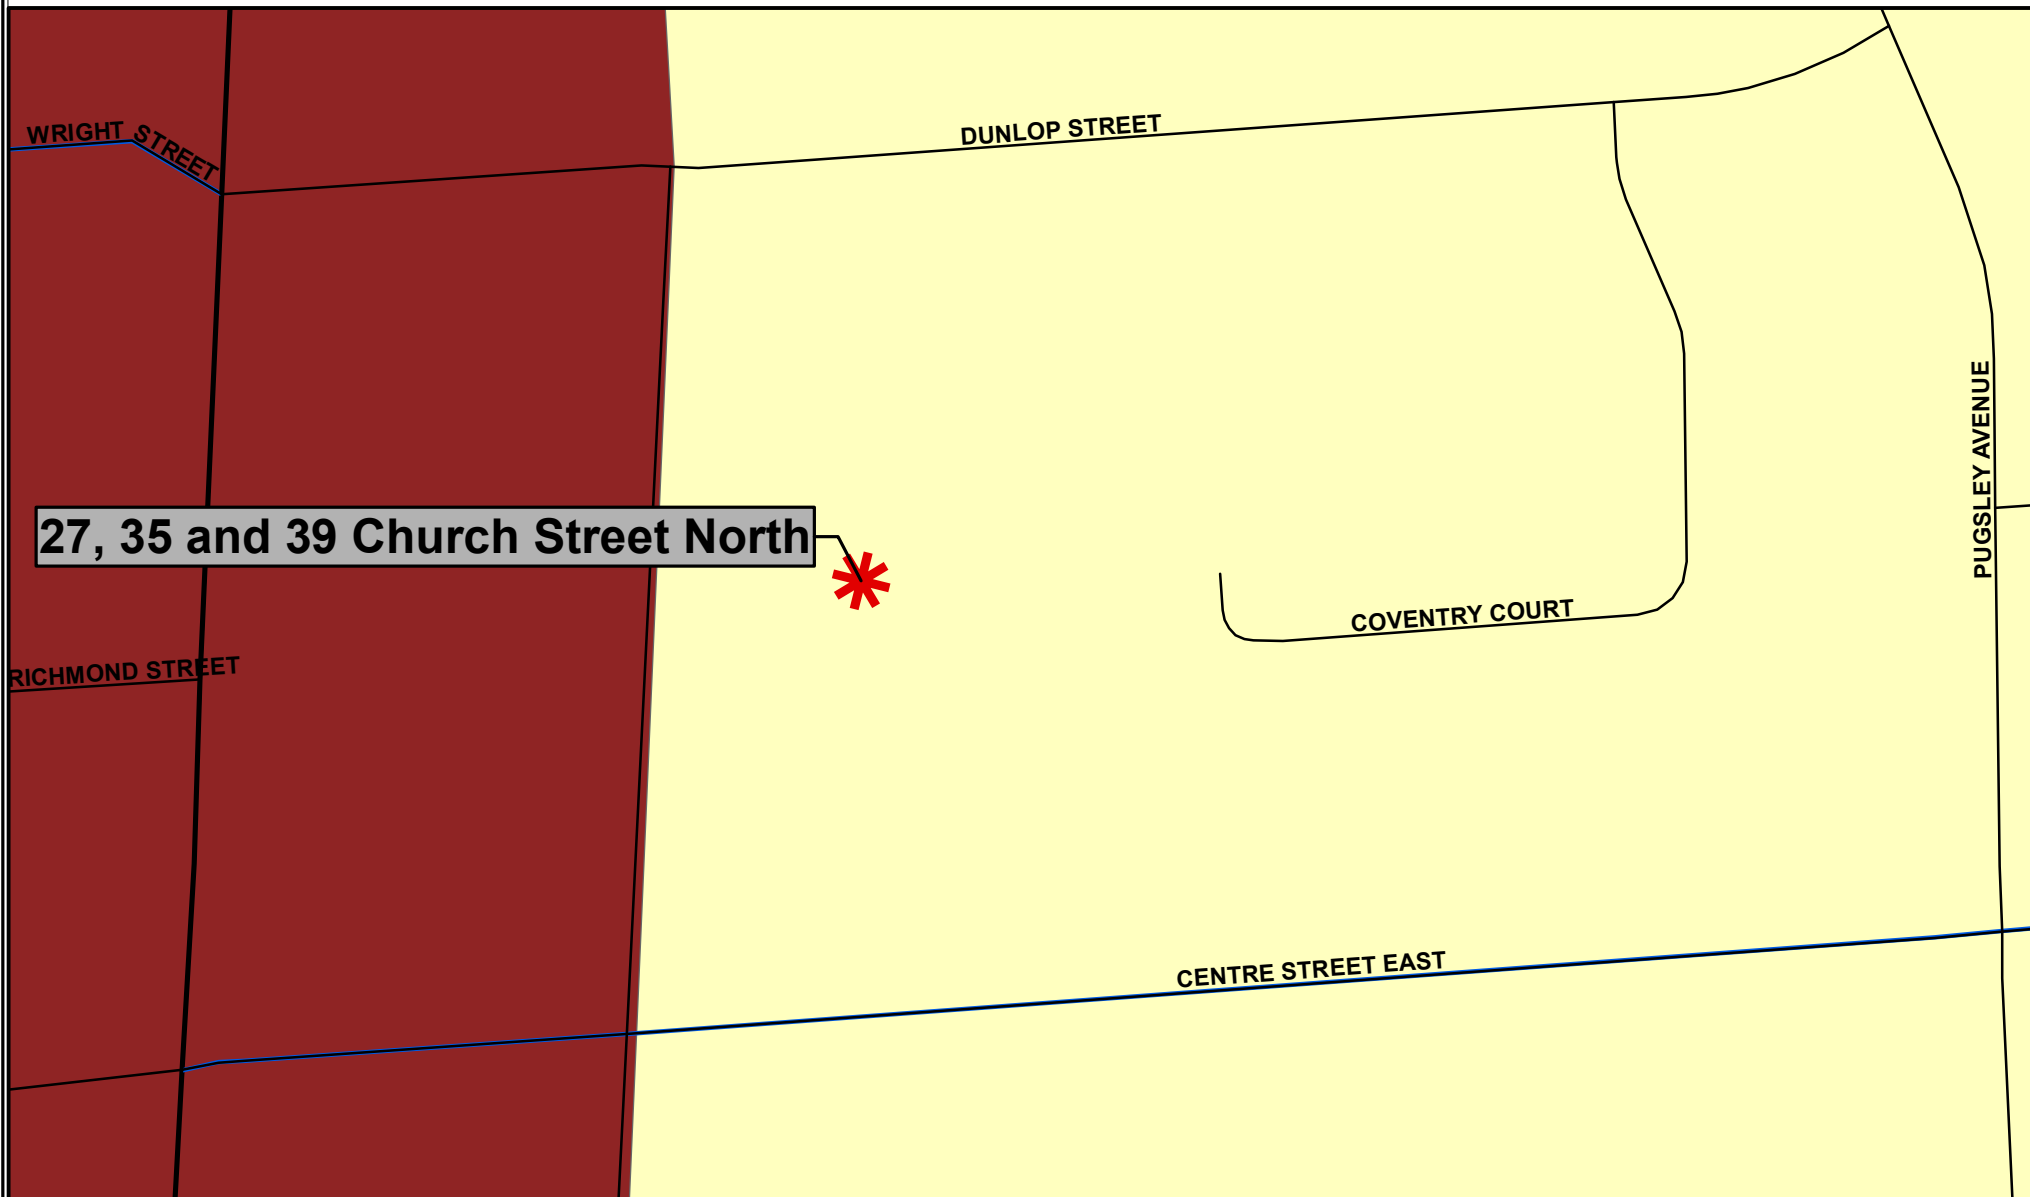 DUNLOP STREET
WRIGHT STREET
PUGSLEY AVENUE
27, 35 and 39 Church Street North
COVENTRY COURT
RICHMOND STREET
CENTRE STREET EAST